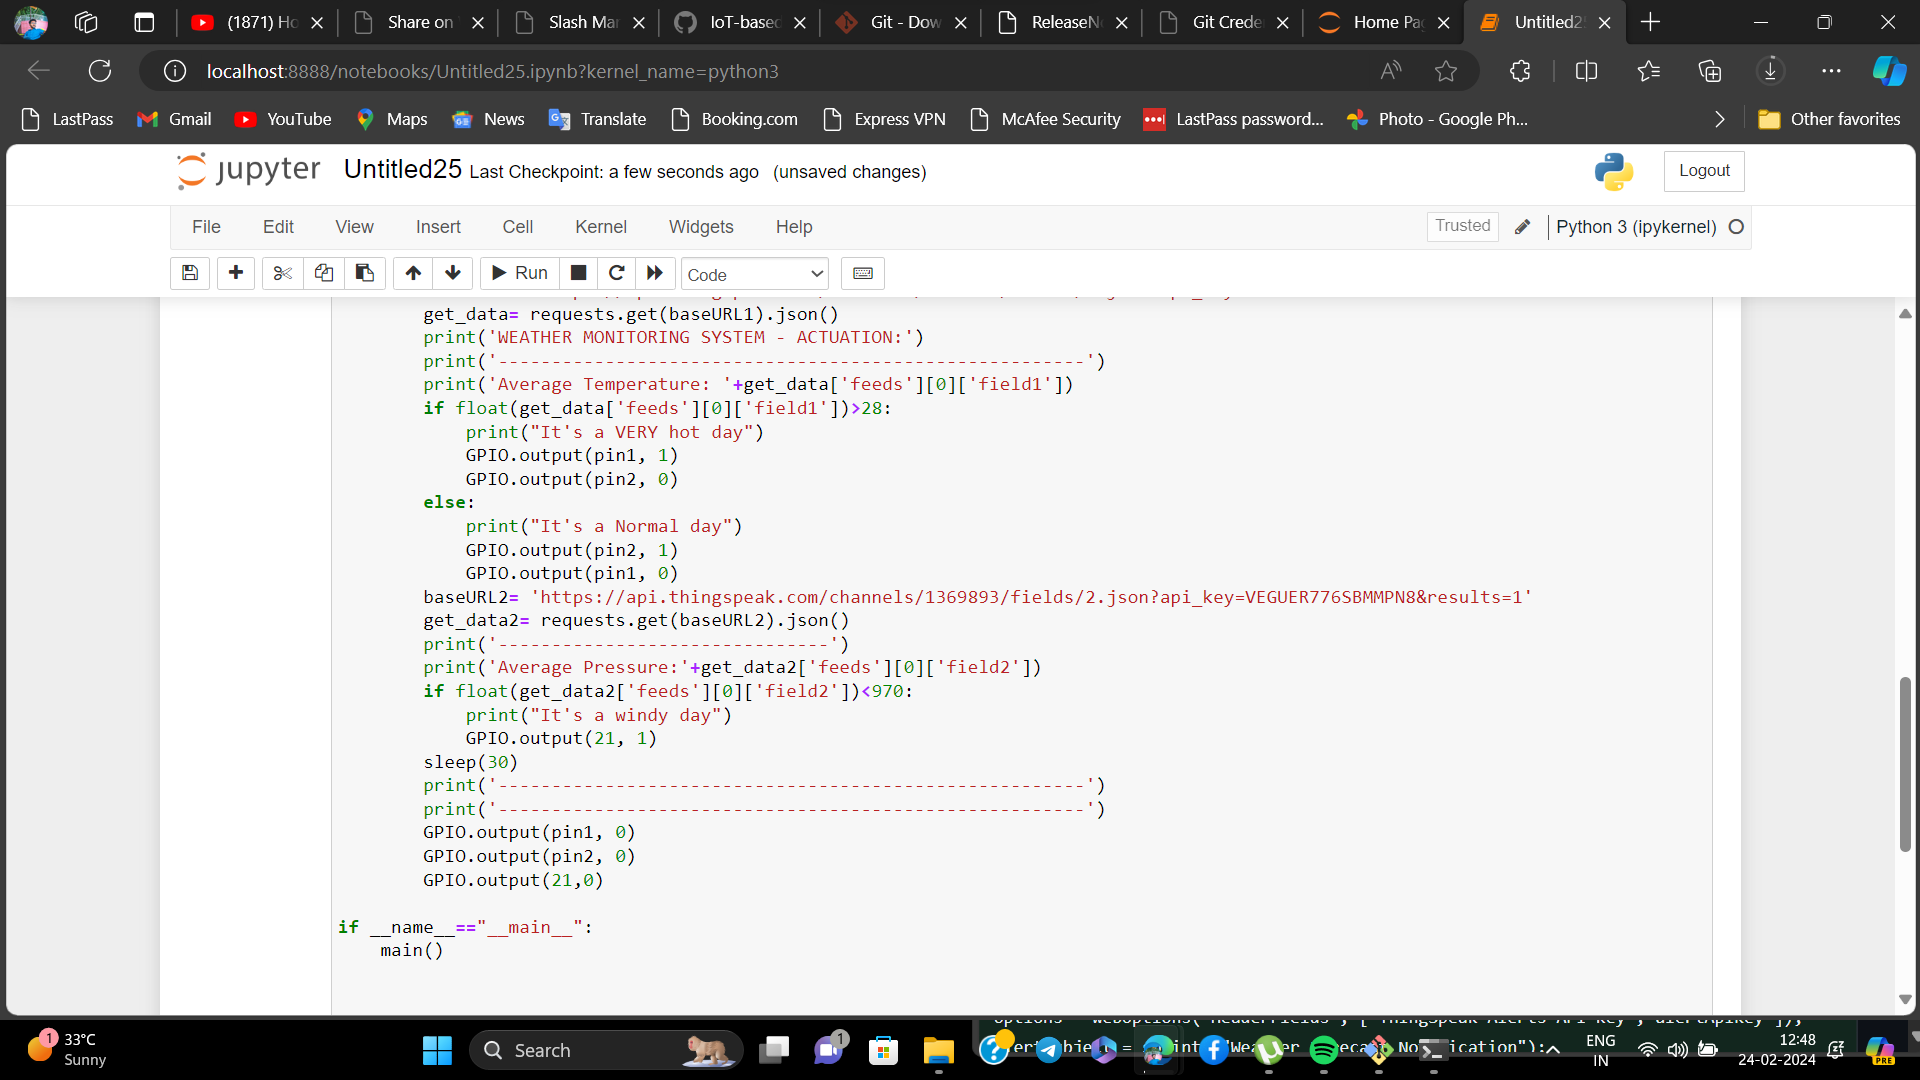 (1871) Ho
Share on
Slash Mar
IoT-based
Git - Dow
ReleaseN
Git Crede
Home Pa
Untitled25
localhost:8888/notebooks/Untitled25.ipynb?kernel_name=python3
LastPass
Gmail
YouTube
Maps
News
Translate
Booking.com
Express VPN
McAfee Security
LastPass password...
Photo - Google Ph...
Other favorites
jupyter Untitled25 Last Checkpoint: a few seconds ago (unsaved changes)
Logout
File Edit View Insert Cell Kernel Widgets Help
Trusted
Python 3 (ipykernel)
Run
Code
get_data= requests.get(baseURL1).json()
print('WEATHER MONITORING SYSTEM - ACTUATION:')
print('-------------------------------------------------------')
print('Average Temperature: '+get_data['feeds'][0]['field1'])
if float(get_data['feeds'][0]['field1'])>28:
print("It's a VERY hot day")
GPIO.output(pin1, 1)
GPIO.output(pin2, 0)
else:
print("It's a Normal day")
GPIO.output(pin2, 1)
GPIO.output(pin1, 0)
baseURL2= 'https://api.thingspeak.com/channels/1369893/fields/2.json?api_key=VEGUER776SBMMPN8&results=1'
get_data2= requests.get(baseURL2).json()
print('-------------------------------')
print('Average Pressure:'+get_data2['feeds'][0]['field2'])
if float(get_data2['feeds'][0]['field2'])<970:
print("It's a windy day")
GPIO.output(21, 1)
sleep(30)
print('-------------------------------------------------------')
print('-------------------------------------------------------')
GPIO.output(pin1, 0)
GPIO.output(pin2, 0)
GPIO.output(21,0)
if __name__=="__main__":
main()
1
33°C
Sunny
Search
1
ENG
IN
12:48
24-02-2024
PRE